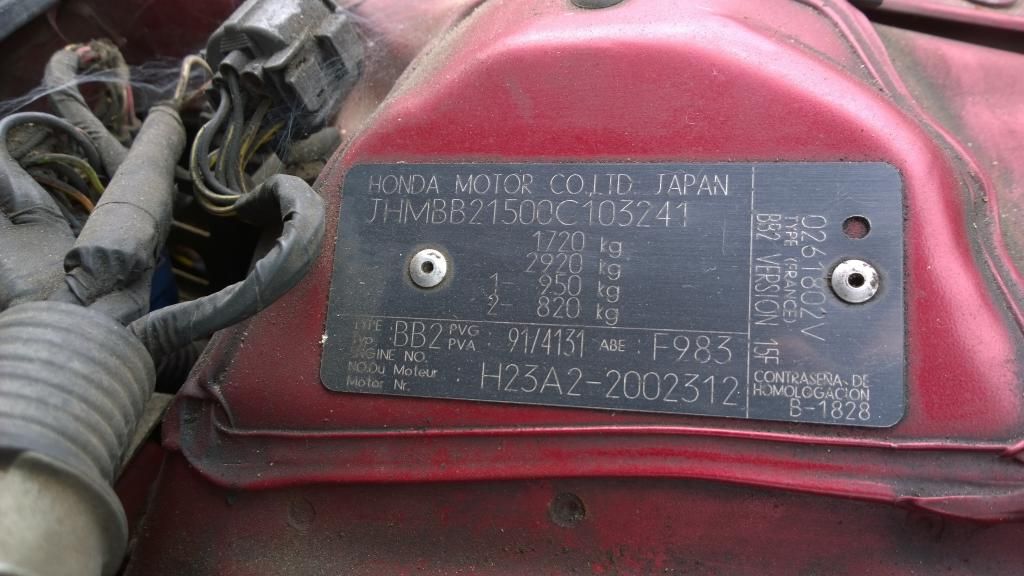 HONDA MOTOR CO.,LTD. JAPAN
JHMBB21500C103241
1720 kg
2920 kg
1- 950 kg
2- 820 kg
TYPE
Typ. BB2 PVG PVA 91/4131 ABE F983
ENGINE NO.
NO.Du Moteur
Motor Nr. H23A2-2002312
0261802V
TYPE (FRANCE)
BB2 VERSION 15E
CONTRASEÑA DE
HOMOLOGACION
B-1828